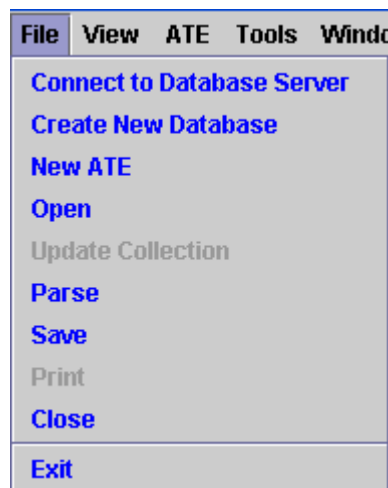 File View ATE Tools Windo
Connect to Database Server
Create New Database
New ATE
Open
Update Collection
Parse
Save
Print
Close
Exit